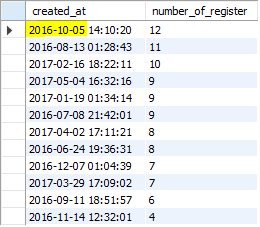 created_at number_of_register
2016-10-05 14:10:20 12
2016-08-13 01:28:43 11
2017-02-16 18:22:11 10
2017-05-04 16:32:16 9
2017-01-19 01:34:14 9
2016-07-08 21:42:01 9
2017-04-02 17:11:21 8
2016-06-24 19:36:31 8
2016-12-07 01:04:39 7
2017-03-29 17:09:02 7
2016-09-11 18:51:57 6
2016-11-14 12:32:01 4